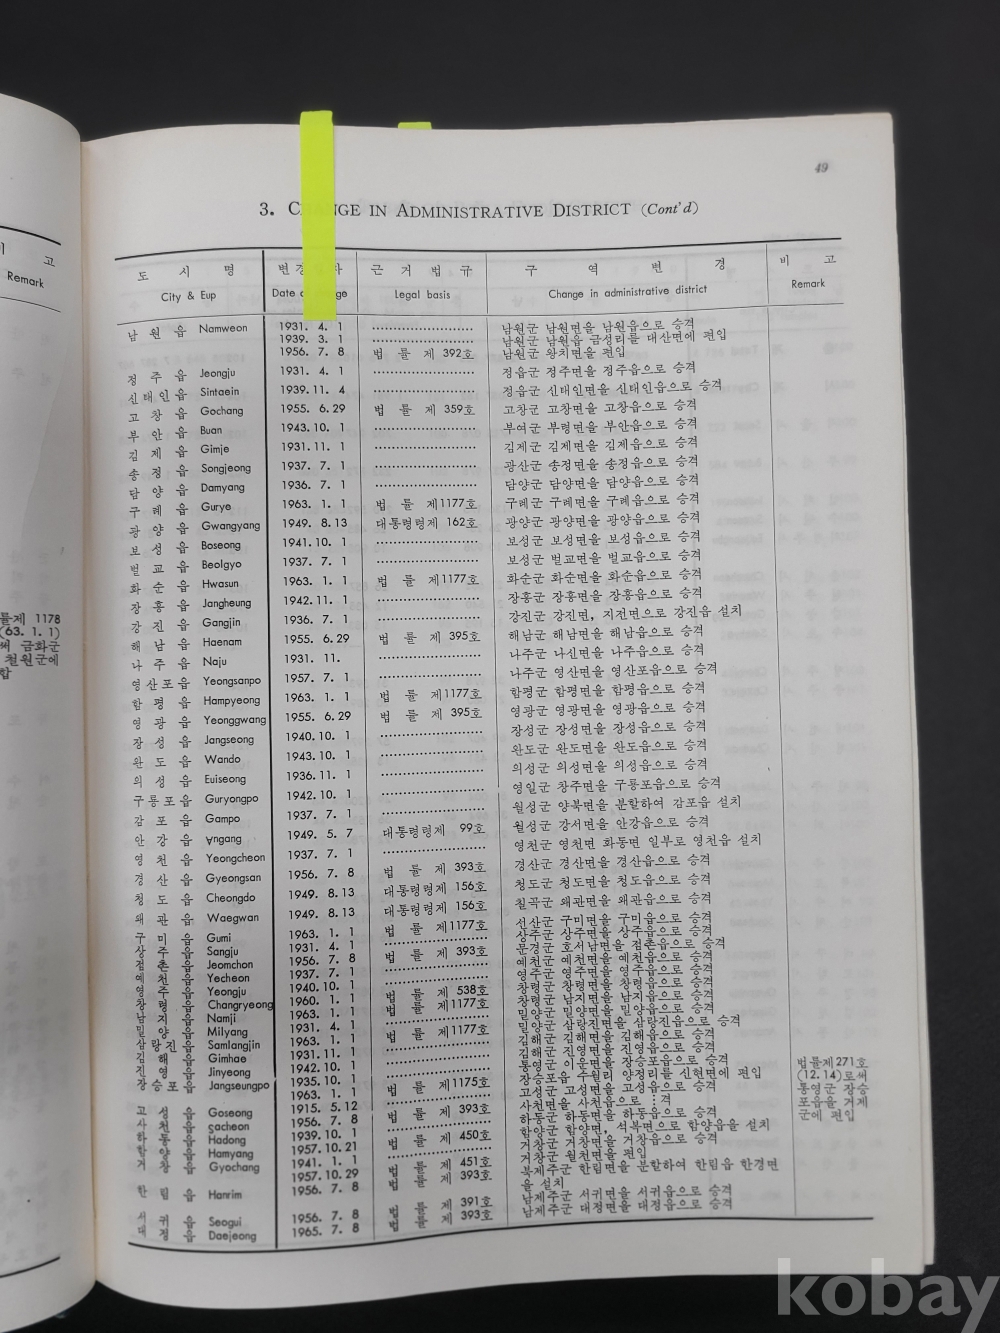 49
3. C NGE IN ADMINISTRATIVE DISTRICT (Cont'd)
고
Remark
률제 1178
(63. 1. 1)
써 금화군
철원군에
합
도 시 명 변 경 자 근 거 법 규 구 역 변 경 비 고
City & Eup Date nge Legal basis Change in administrative district Remark
남 원 읍 Namweon 1931. 4. 1 남원군 남원면을 남원읍으로 승격
1939. 3. 1 남원군 남원읍 금성리를 대산면에 편입
1956. 7. 8 법 률 제 392호 남원군 왕치면을 편입
정 주 읍 Jeongju 1931. 4. 1 정읍군 정주면을 정주읍으로 승격
신태인읍 Sintaein 1939.11. 4 정읍군 신태인면을 신태인읍으로 승격
고 창 읍 Gochang 1955. 6.29 법 률 제 359호 고창군 고창면을 고창읍으로 승격
부 안 읍 Buan 1943.10. 1 부여군 부령면을 부안읍으로 승격
김 제 읍 Gimje 1931.11. 1 김제군 김제면을 김제읍으로 승격
송 정 읍 Songjeong 1937. 7. 1 광산군 송정면을 송정읍으로 승격
담 양 읍 Damyang 1936. 7. 1 담양군 담양면을 담양읍으로 승격
구 례 읍 Gurye 1963. 1. 1 법 률 제1177호 구례군 구례면을 구례읍으로 승격
광 양 읍 Gwangyang 1949. 8.13 대통령령제 162호 광양군 광양면을 광양읍으로 승격
보 성 읍 Boseong 1941.10. 1 보성군 보성면을 보성읍으로 승격
벌 교 읍 Beolgyo 1937. 7. 1 보성군 벌교면을 벌교읍으로 승격
화 순 읍 Hwasun 1963. 1. 1 법 률 제1177호 화순군 화순면을 화순읍으로 승격
장 흥 읍 Jangheung 1942.11. 1 장흥군 장흥면을 장흥읍으로 승격
강 진 읍 Gangjin 1936. 7. 1 강진군 강진면, 지전면으로 강진읍 설치
해 남 읍 Haenam 1955. 6.29 법 률 제 395호 해남군 해남면을 해남읍으로 승격
나 주 읍 Naju 1931. 11. 나주군 나신면을 나주읍으로 승격
영산포읍 Yeongsanpo 1957. 7. 1 나주군 영산면을 영산포읍으로 승격
함 평 읍 Hampyeong 1963. 1. 1 법 률 제1177호 함평군 함평면을 함평읍으로 승격
영 광 읍 Yeonggwang 1955. 6.29 법 률 제 395호 영광군 영광면을 영광읍으로 승격
장 성 읍 Jangseong 1940.10. 1 장성군 장성면을 장성읍으로 승격
완 도 읍 Wando 1943.10. 1 완도군 완도면을 완도읍으로 승격
의 성 읍 Euiseong 1936.11. 1 의성군 의성면을 의성읍으로 승격
구룡포읍 Guryongpo 1942.10. 1 영일군 창주면을 구룡포읍으로 승격
감 포 읍 Gampo 1937. 7. 1 월성군 양북면을 분할하여 감포읍 설치
안 강 읍 Angang 1949. 5. 7 대통령령제 99호 월성군 강서면을 안강읍으로 승격
영 천 읍 Yeongcheon 1937. 7. 1 영천군 영천면 화동면 일부로 영천읍 설치
경 산 읍 Gyeongsan 1956. 7. 8 법 률 제 393호 경산군 경산면을 경산읍으로 승격
청 도 읍 Cheongdo 1949. 8.13 대통령령제 156호 청도군 청도면을 청도읍으로 승격
왜 관 읍 Waegwan 1949. 8.13 대통령령제 156호 칠곡군 왜관면을 왜관읍으로 승격
구 미 읍 Gumi 1963. 1. 1 법 률 제1177호 선산군 구미면을 구미읍으로 승격
상 주 읍 Sangju 1931. 4. 1 상주군 상주면을 상주읍으로 승격
점 촌 읍 Jeomchon 1956. 7. 8 법 률 제 393호 문경군 호서남면을 점촌읍으로 승격
예 천 읍 Yecheon 1937. 7. 1 예천군 예천면을 예천읍으로 승격
영 주 읍 Yeongju 1940.10. 1 영주군 영주면을 영주읍으로 승격
창 령 읍 Changryeong 1960. 1. 1 법 률 제 538호 창령군 창령면을 창령읍으로 승격
남 지 읍 Namji 1963. 1. 1 법 률 제1177호 창령군 남지면을 남지읍으로 승격
밀 양 읍 Milyang 1931. 4. 1 밀양군 밀양면을 밀양읍으로 승격
삼랑진읍 Samlangjin 1963. 1. 1 법 률 제1177호 밀양군 삼랑진면을 삼랑진읍으로 승격
김 해 읍 Gimhae 1931.11. 1 김해군 김해면을 김해읍으로 승격
진 영 읍 Jinyeong 1942.10. 1 김해군 진영면을 진영읍으로 승격
장승포읍 Jangseungpo 1935.10. 1 통영군 이운면을 장승포읍으로 승격 법률제271호
1963. 1. 1 법 률 제1175호 장승포읍 수월리 양정리를 신현면에 편입 (12. 14)로써
고 성 읍 Goseong 1915. 5.12 고성군 고성면을 고성읍으로 승격 통영군 장승
사 천 읍 Sacheon 1956. 7. 8 법 률 제 393호 사천면을 사천읍으로 격 포읍을 거제
하 동 읍 Hadong 1939.10. 1 하동군 하동면을 하동읍으로 승격 군에 편입
함 양 읍 Hamyang 1957.10.21 법 률 제 450호 함양군 함양면, 석복면으로 함양읍을 설치
거 창 읍 Gyochang 1941. 1. 1 거창군 거창면을 거창읍으로 승격
1957.10.29 법 률 제 451호 거창군 월천면을 편입
한 림 읍 Hanrim 1956. 7. 8 법 률 제 393호 북제주군 한림면을 분할하여 한림읍 한경면
을 설치
서 귀 읍 Seogui 1956. 7. 8 법 률 제 391호 남제주군 서귀면을 서귀읍으로 승격
대 정 읍 Daejeong 1965. 7. 8 법 률 제 393호 남제주군 대정면을 대정읍으로 승격
kobay